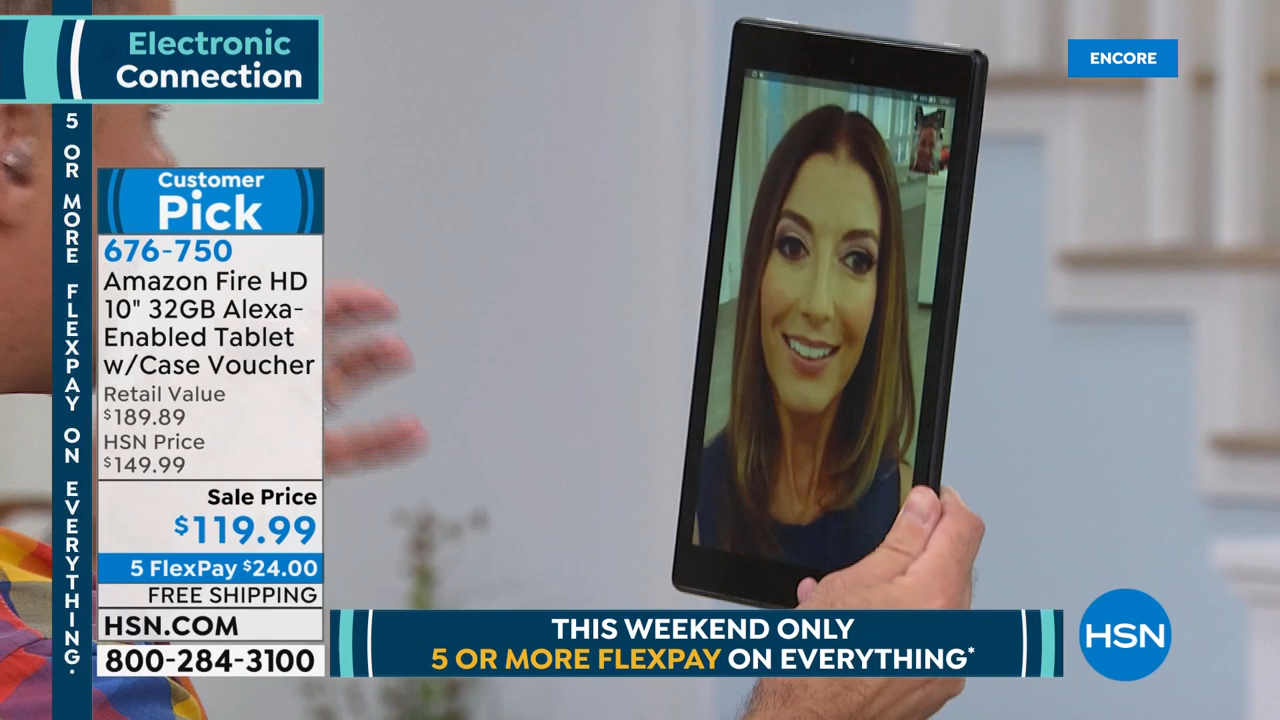 Electronic
Connection
ENCORE
5 OR MORE FLEXPAY ON EVERYTHING.
Customer
Pick
676-750
Amazon Fire HD
10" 32GB Alexa-
Enabled Tablet
w/Case Voucher
Retail Value
$189.89
HSN Price
$149.99
Sale Price
$119.99
5 FlexPay $24.00
FREE SHIPPING
HSN.COM
800-284-3100
THIS WEEKEND ONLY
5 OR MORE FLEXPAY ON EVERYTHING*
HSN